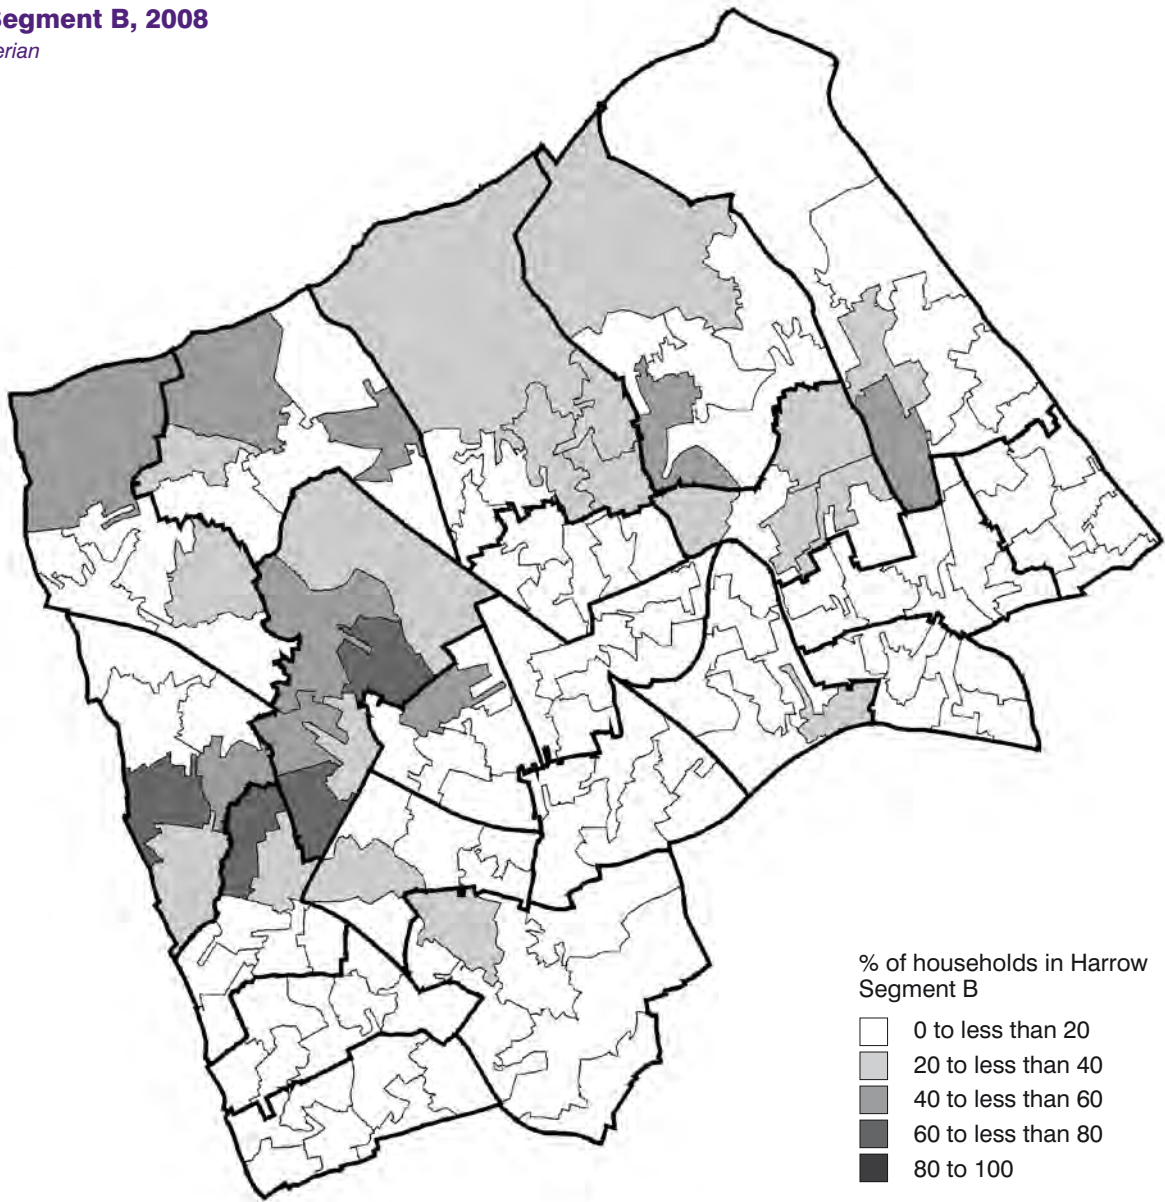 Segment B, 2008
erian
% of households in Harrow
Segment B
0 to less than 20
20 to less than 40
40 to less than 60
60 to less than 80
80 to 100